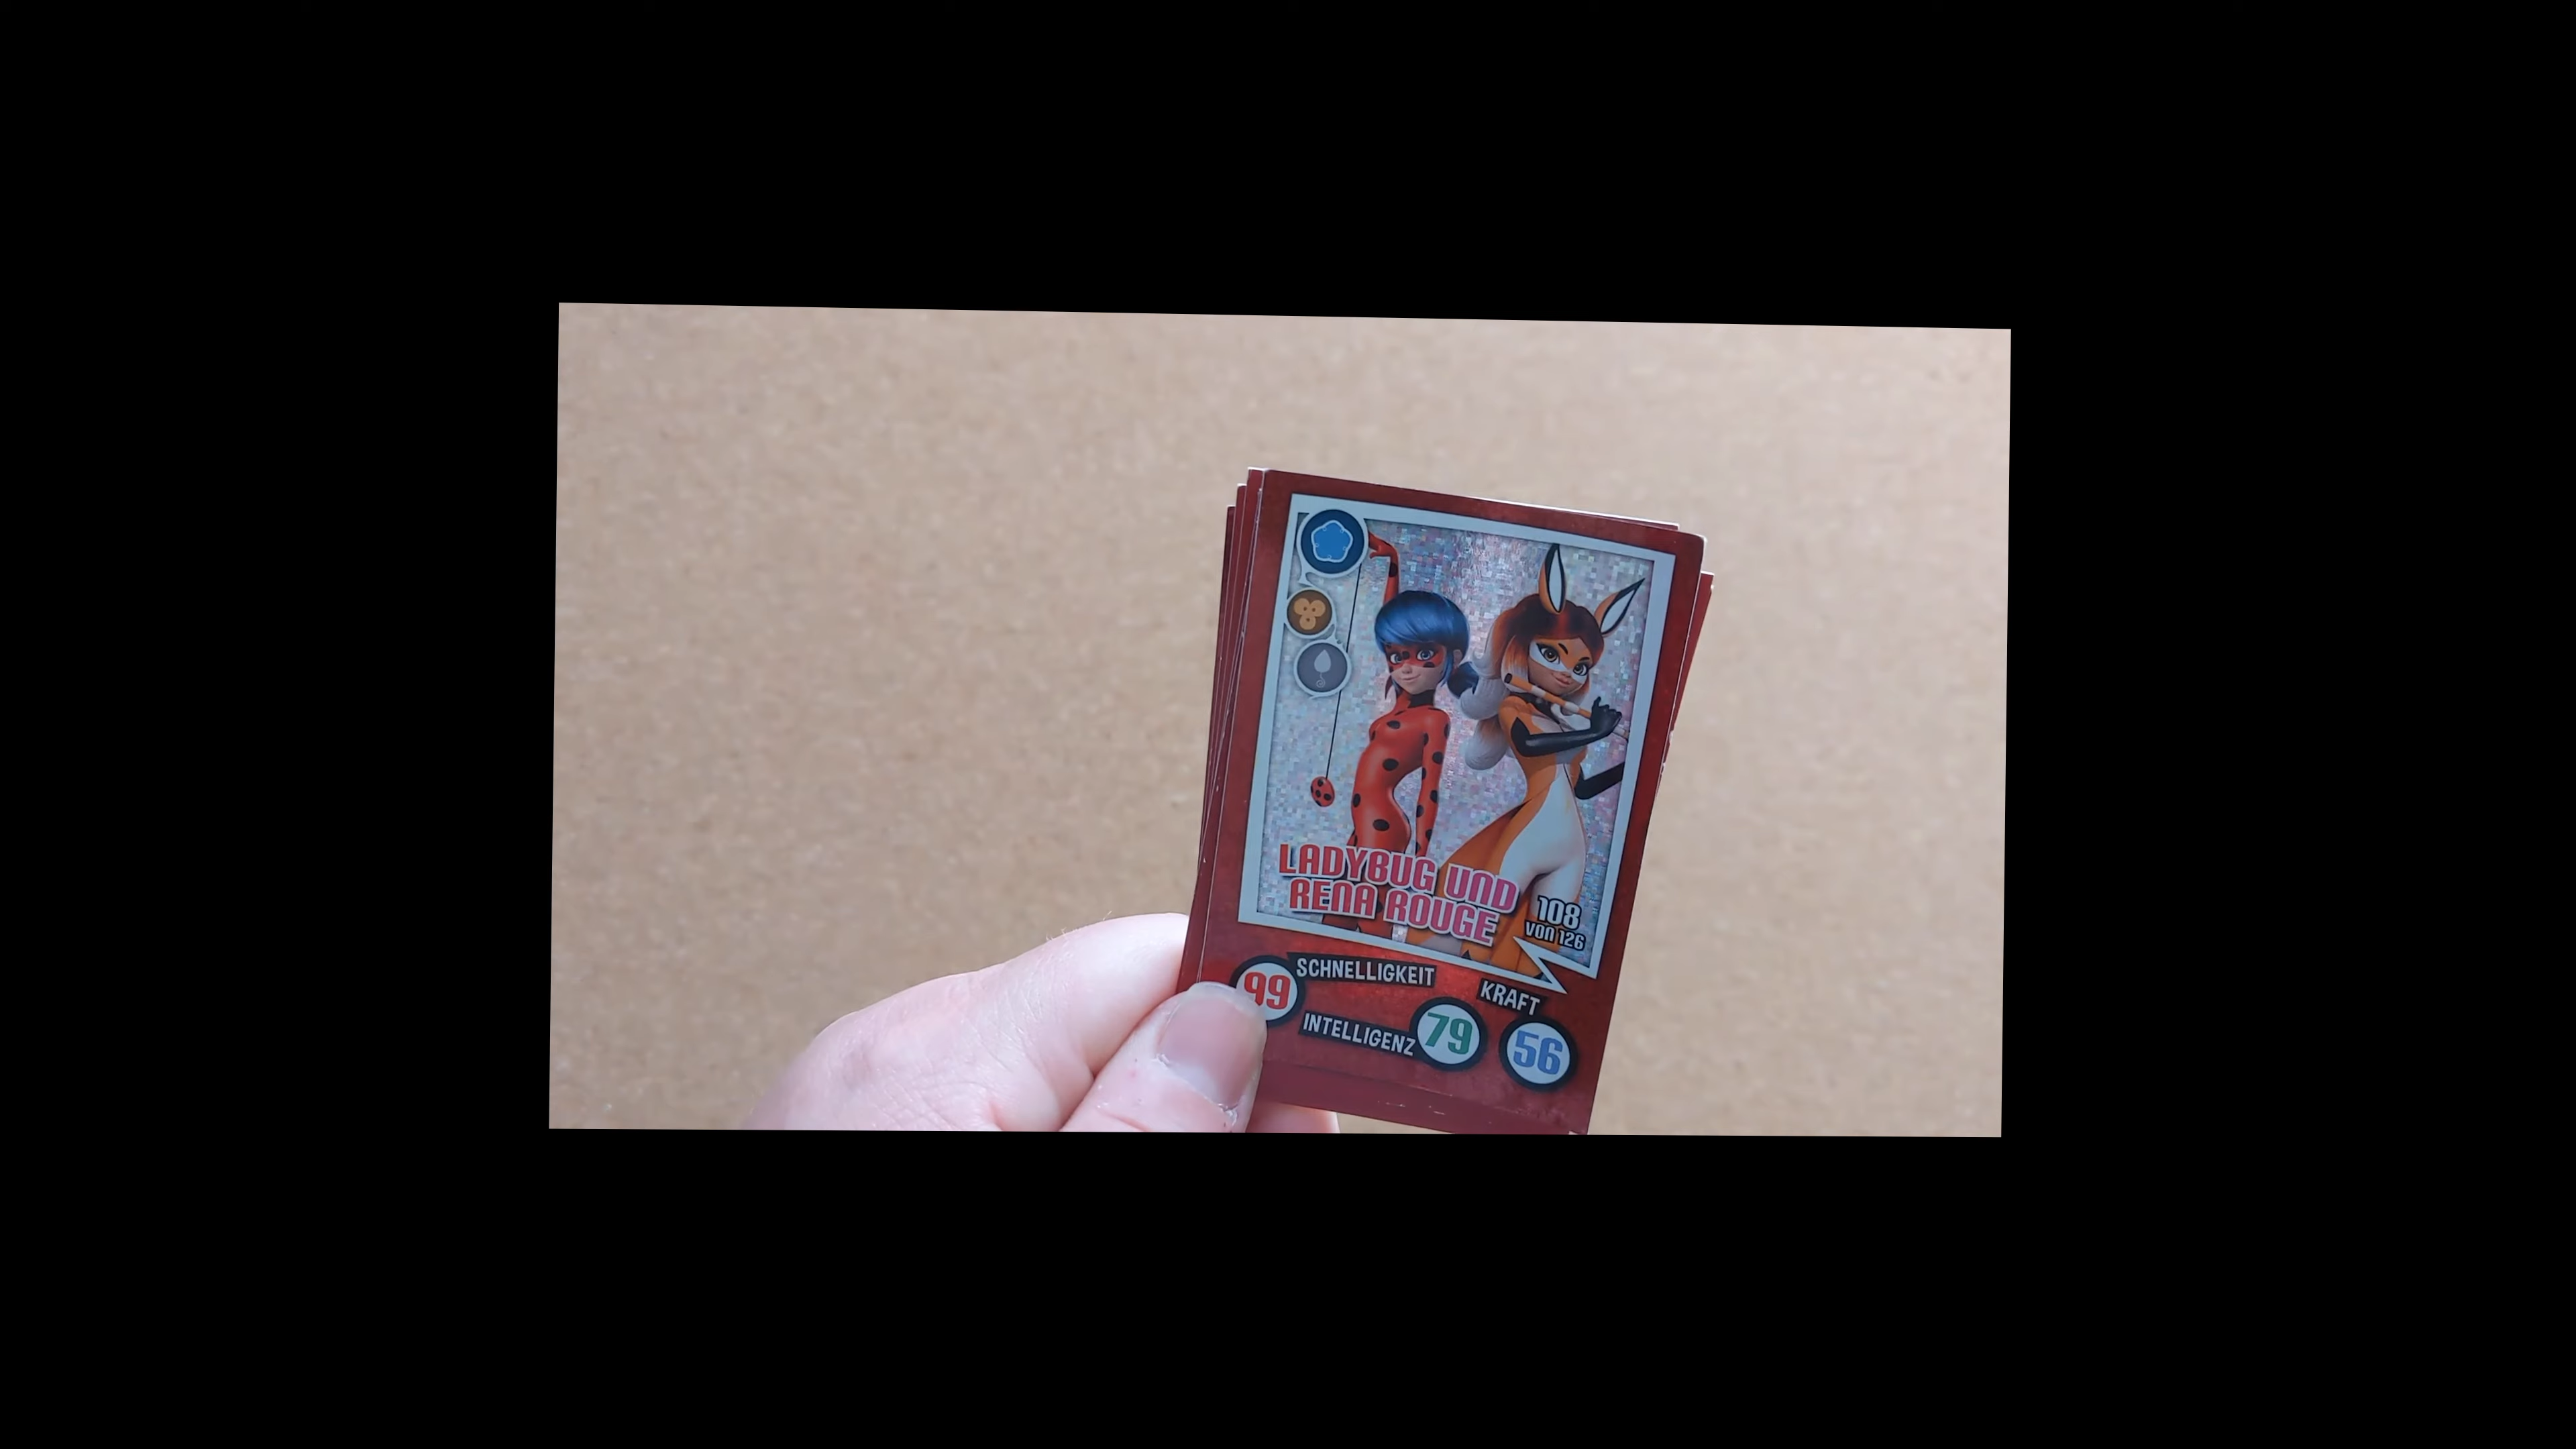 LADYBUG UND
RENA ROUGE
108
VON 126
99 SCHNELLIGKEIT
KRAFT
INTELLIGENZ 79
56